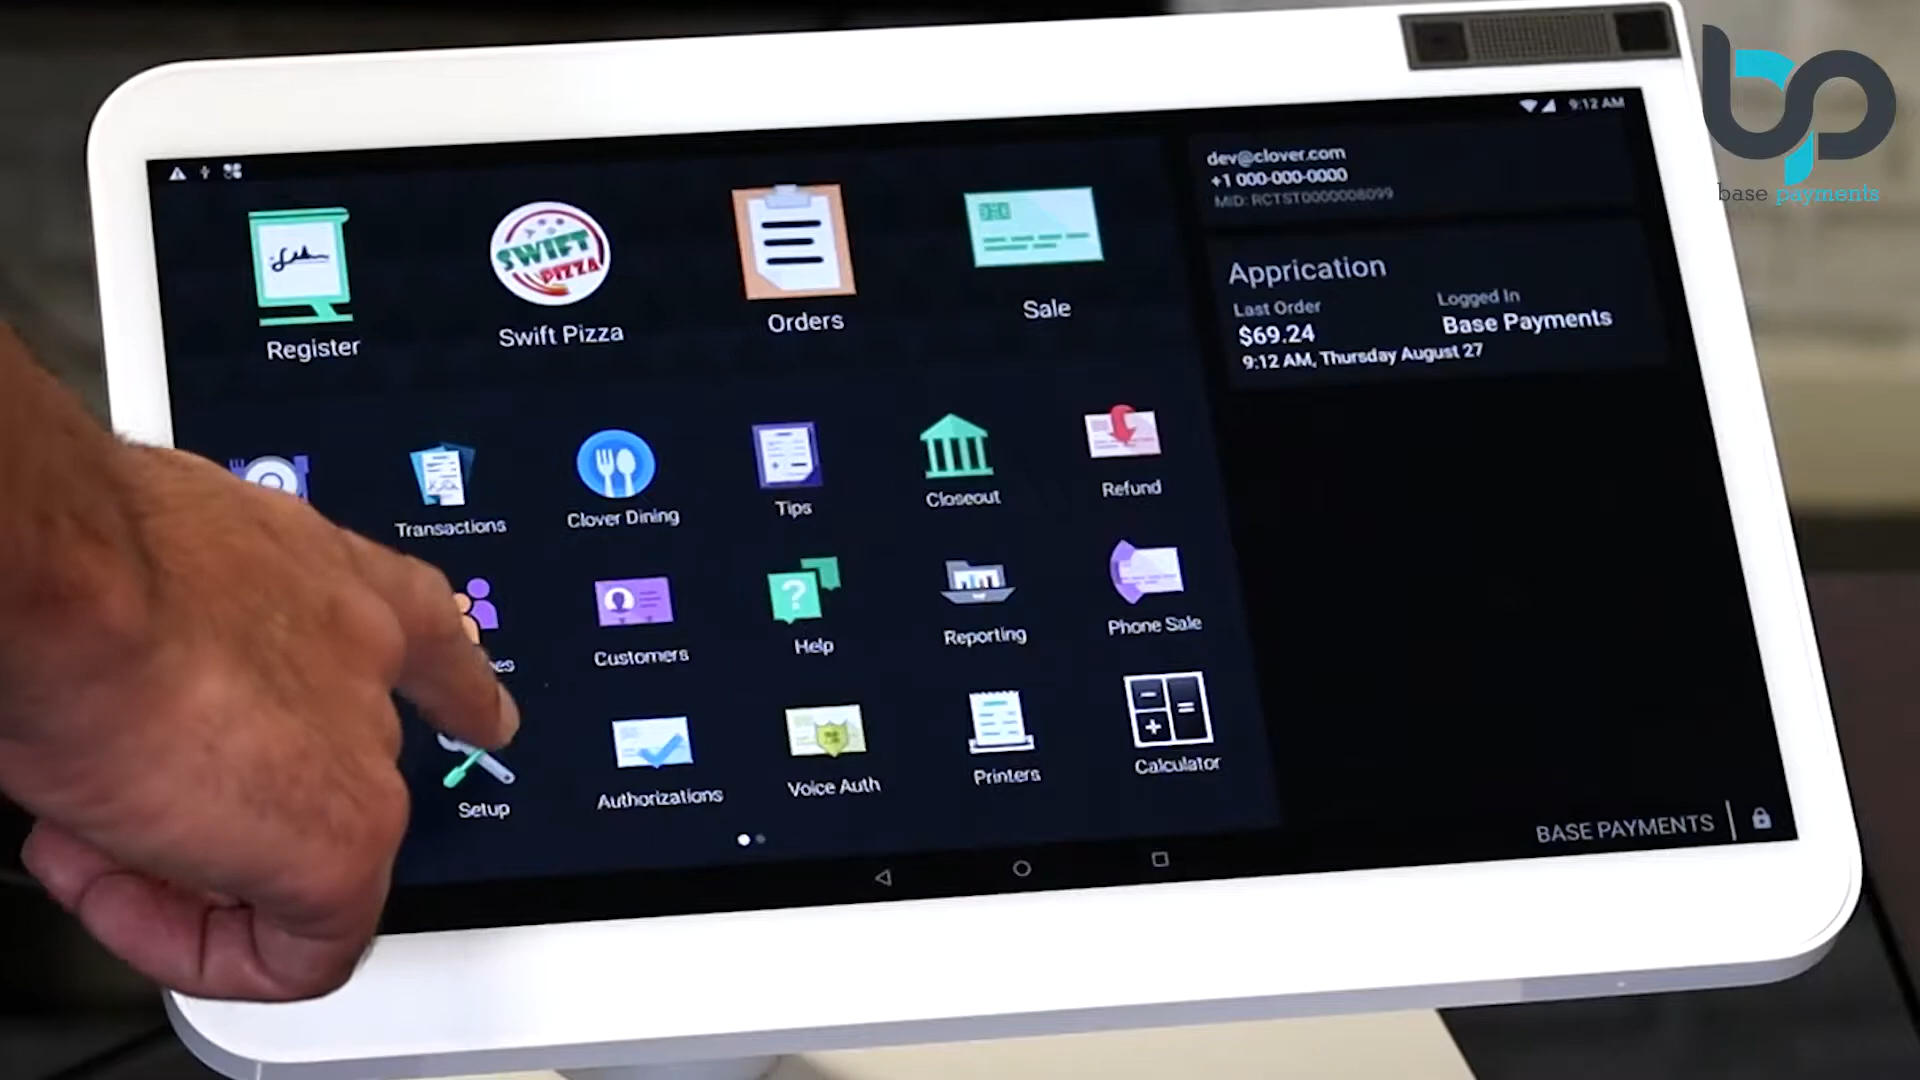 9:12 AM
dev@clover.com
+1 000-000-0000
MID: RCTST0000008099
base payments
SWIFT
PIZZA
Register
Swift Pizza
Orders
Sale
Apprication
Last Order
Logged In
$69.24
Base Payments
9:12 AM, Thursday August 27
Transactions
Clover Dining
Tips
Closeout
Refund
Customers
Help
Reporting
Phone Sale
Setup
Authorizations
Voice Auth
Printers
Calculator
BASE PAYMENTS